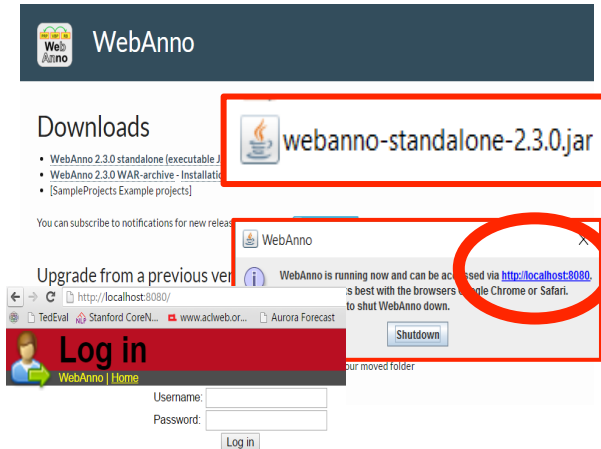 Web
Anno
WebAnno
Downloads
WebAnno 2.3.0 standalone (executable J
WebAnno 2.3.0 WAR-archive - Installatio
[SampleProjects Example projects]
You can subscribe to notifications for new releas
webanno-standalone-2.3.0.jar
Upgrade from a previous ver
WebAnno
X
WebAnno is running now and can be accessed via http://localhost:8080.
s best with the browsers Google Chrome or Safari.
to shut WebAnno down.
Shutdown
our moved folder
http://localhost:8080/
TedEval
Stanford CoreN...
www.aclweb.or...
Aurora Forecast
Log in
WebAnno | Home
Username:
Password:
Log in